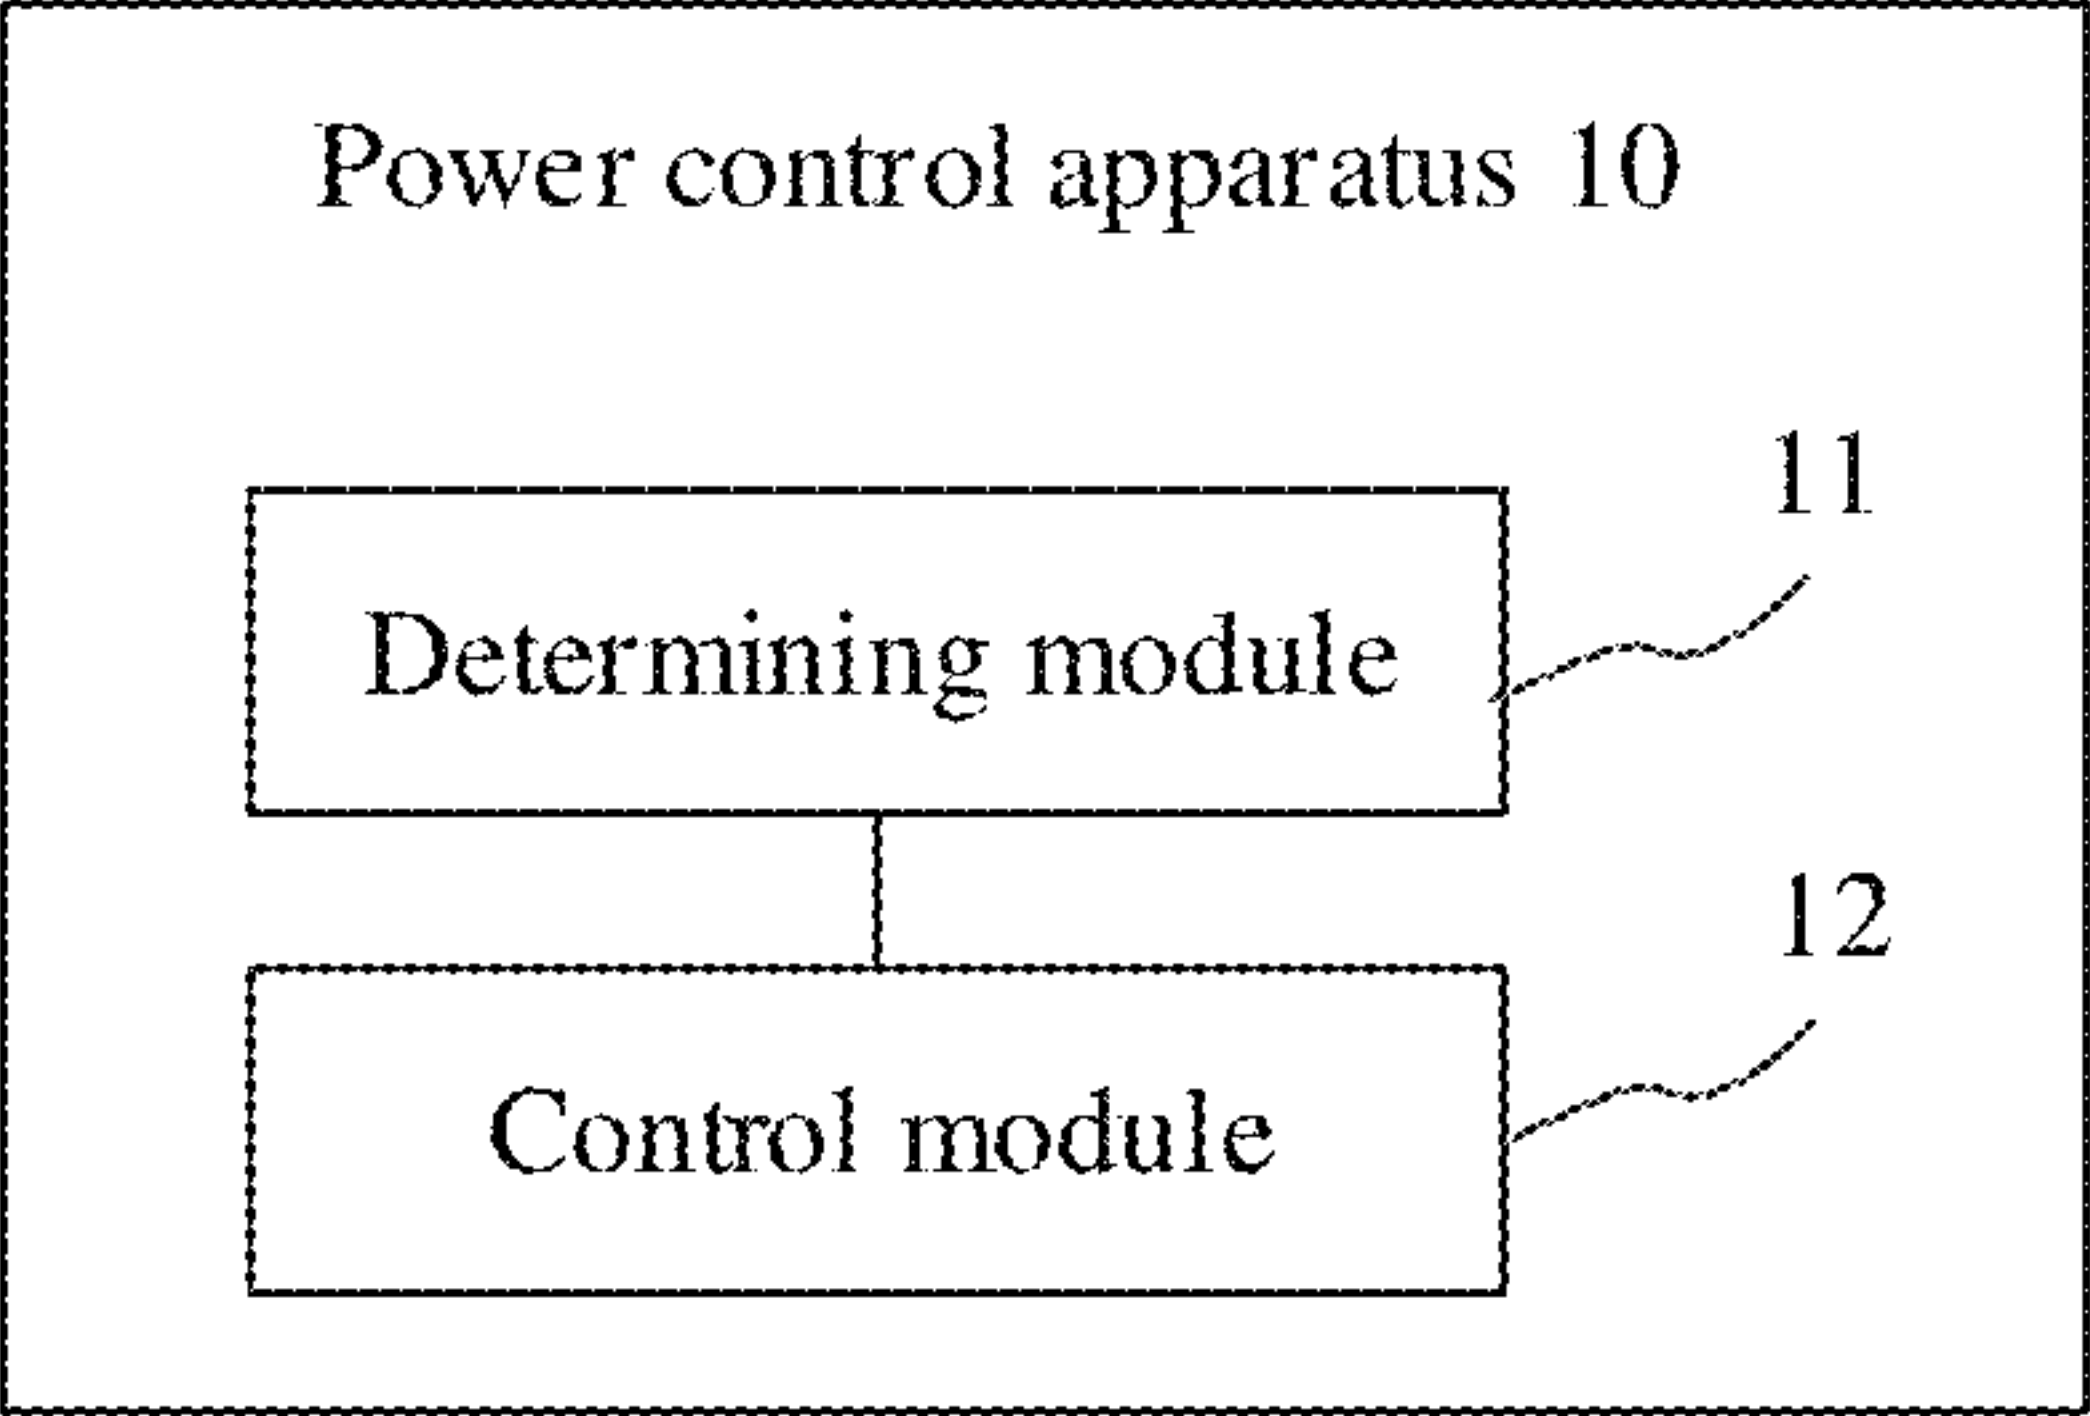 Power control apparatus 10
11
Determining module
12
Control module